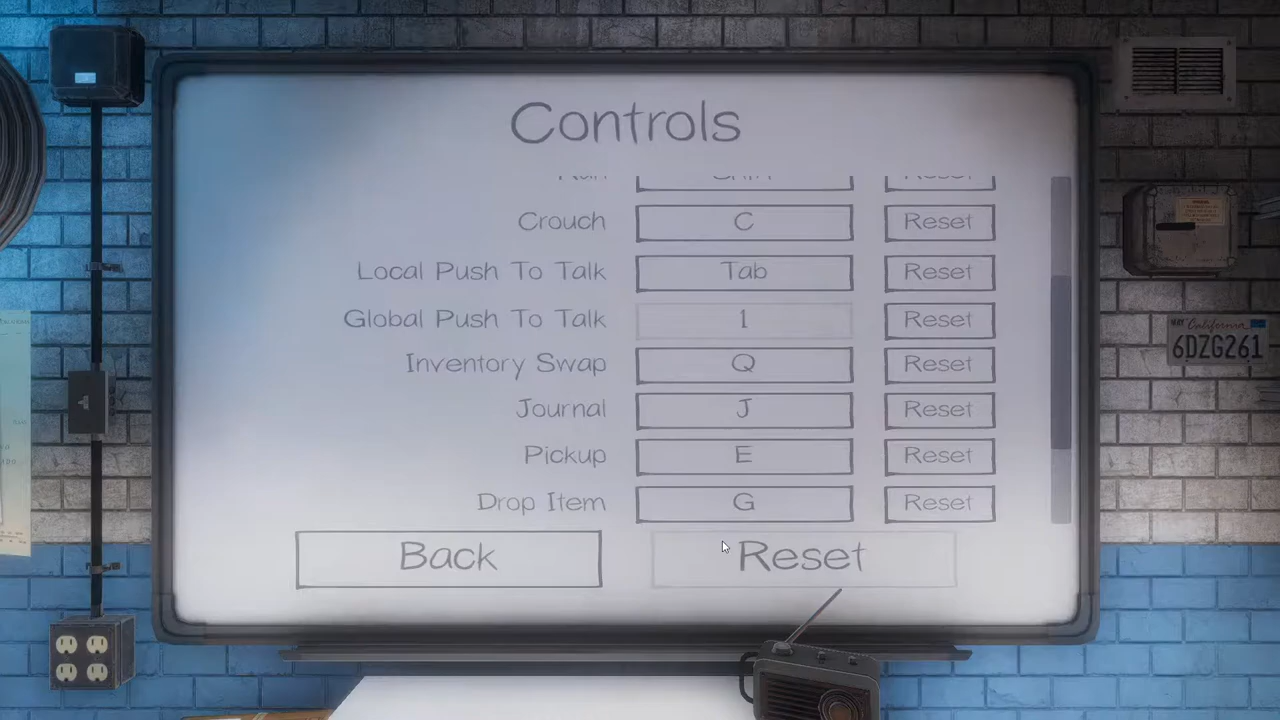 Controls
Crouch C Reset
Local Push To Talk Tab Reset
Global Push To Talk 1 Reset
Inventory Swap Q Reset
Journal J Reset
Pickup E Reset
Drop Item G Reset
Back Reset
California
6DZG261